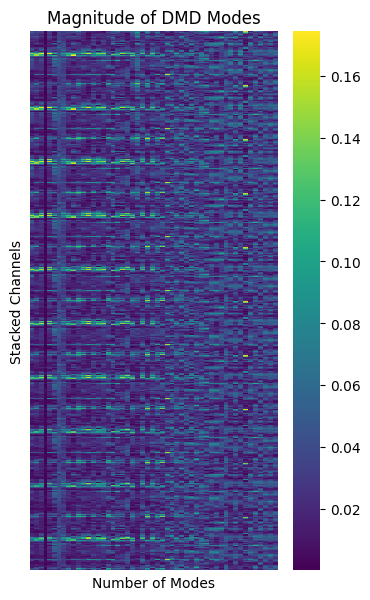 Magnitude of DMD Modes
Stacked Channels
Number of Modes
0.16
0.14
0.12
0.10
0.08
0.06
0.04
0.02